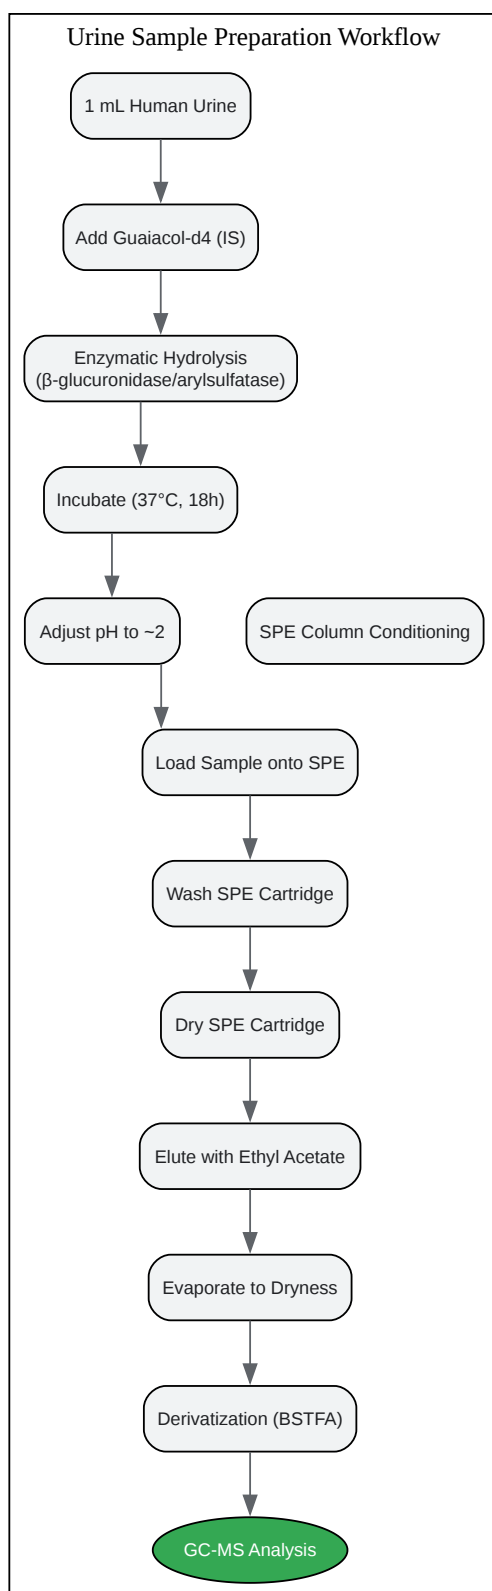 Urine Sample Preparation Workflow
1 mL Human Urine
Add Guaiacol-d4 (IS)
Enzymatic Hydrolysis
(β-glucuronidase/arylsulfatase)
Incubate (37°C, 18h)
Adjust pH to ~2
SPE Column Conditioning
Load Sample onto SPE
Wash SPE Cartridge
Dry SPE Cartridge
Elute with Ethyl Acetate
Evaporate to Dryness
Derivatization (BSTFA)
GC-MS Analysis